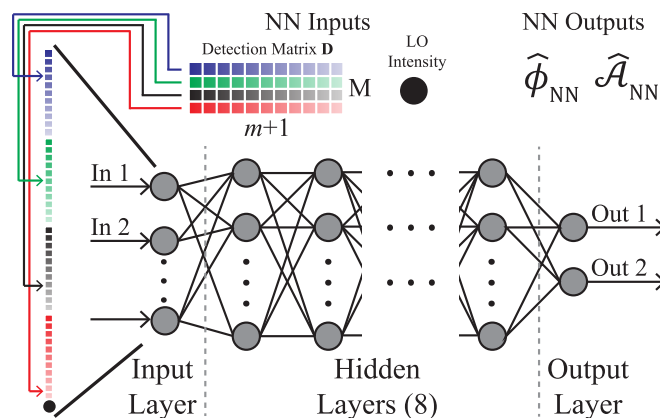 NN Inputs
NN Outputs
Detection Matrix D
LO
Intensity
M
m+1
ϕ̂NN 𝒜̂NN
In 1
In 2
Out 1
Out 2
Input
Layer
Hidden
Layers (8)
Output
Layer